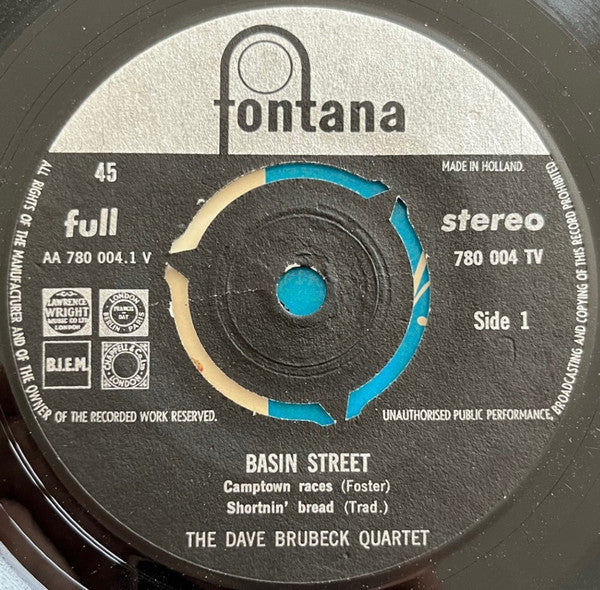 fontana
45
MADE IN HOLLAND.
full
stereo
AA 780 004.1 V
780 004 TV
LAWRENCE
WRIGHT
MUSIC CO LTD
LONDON
LONDON
FRANCIS
DAY
BERLIN - PARIS
Side 1
B.I.E.M.
CHAPPELL & Co. Ltd.
LONDON
ALL RIGHTS OF THE MANUFACTURER AND OF THE OWNER OF THE RECORDED WORK RESERVED.
UNAUTHORISED PUBLIC PERFORMANCE, BROADCASTING AND COPYING OF THIS RECORD PROHIBITED.
BASIN STREET
Camptown races (Foster)
Shortnin' bread (Trad.)
THE DAVE BRUBECK QUARTET